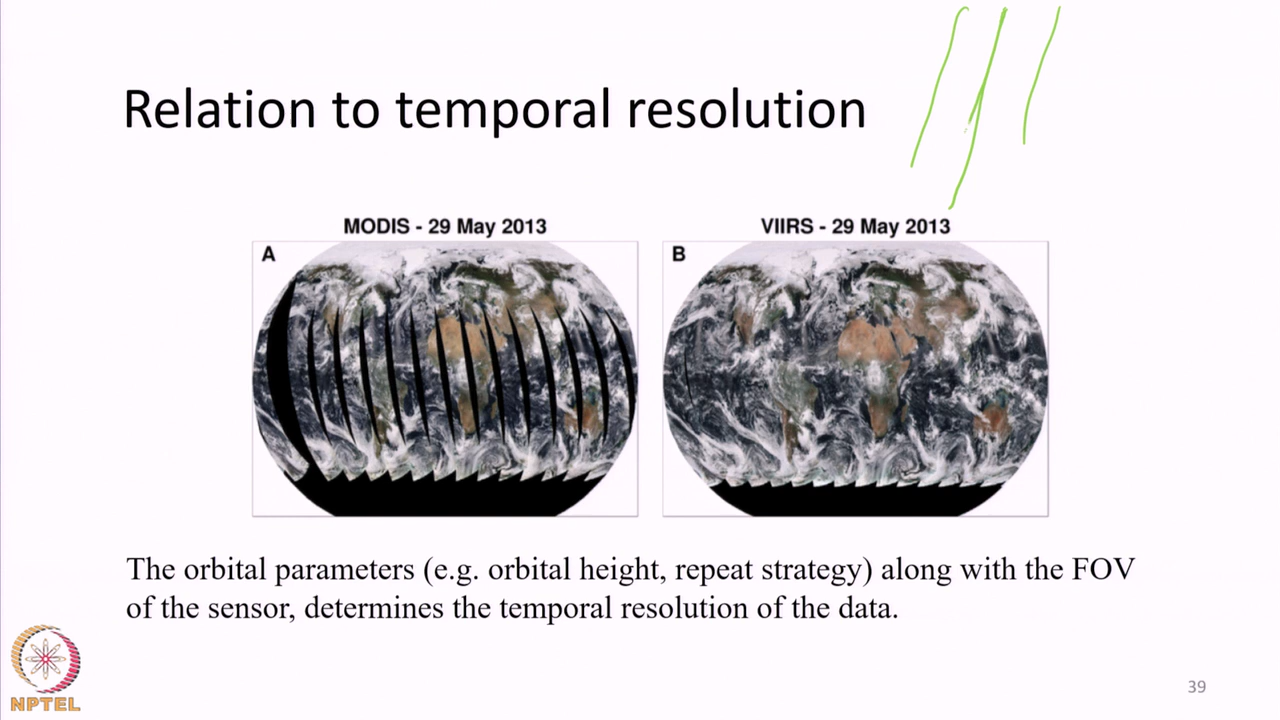 Relation to temporal resolution
MODIS - 29 May 2013
VIIRS - 29 May 2013
A
B
The orbital parameters (e.g. orbital height, repeat strategy) along with the FOV
of the sensor, determines the temporal resolution of the data.
NPTEL
39